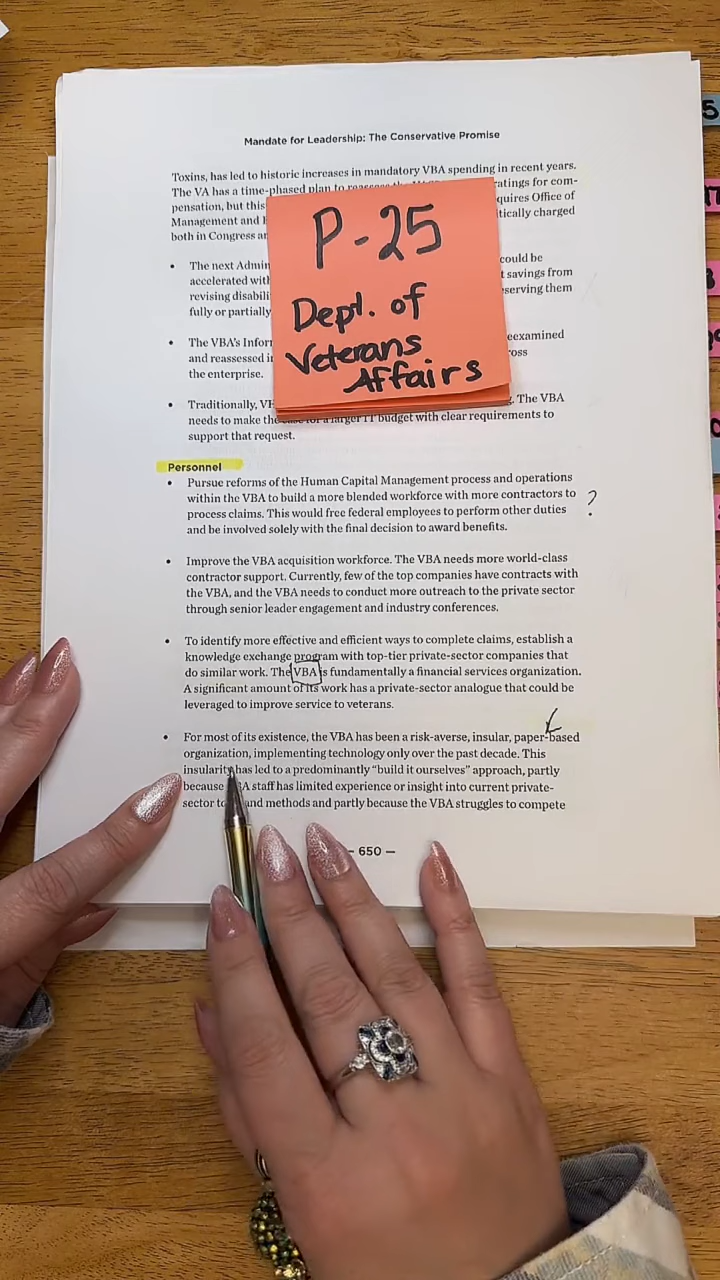 Mandate for Leadership: The Conservative Promise
Toxins, has led to historic increases in mandatory VBA spending in recent years.
The VA has a time-phased plan to ratings for com-
pensation, but this quires Office of
Management and tically charged
both in Congress
P-25
Dept. of
Veterans
Affairs
• The next could be
accelerated t savings from
revising serving them
fully or partially
• The VBA's eexamined
and reassessed
the enterprise.
• Traditionally, . The VBA
needs to make the case for a larger IT budget with clear requirements to
support that request.
Personnel
• Pursue reforms of the Human Capital Management process and operations
within the VBA to build a more blended workforce with more contractors to
process claims. This would free federal employees to perform other duties
and be involved solely with the final decision to award benefits.
?
• Improve the VBA acquisition workforce. The VBA needs more world-class
contractor support. Currently, few of the top companies have contracts with
the VBA, and the VBA needs to conduct more outreach to the private sector
through senior leader engagement and industry conferences.
• To identify more effective and efficient ways to complete claims, establish a
knowledge exchange program with top-tier private-sector companies that
do similar work. The VBA is fundamentally a financial services organization.
A significant amount of its work has a private-sector analogue that could be
leveraged to improve service to veterans.
• For most of its existence, the VBA has been a risk-averse, insular, paper-based
organization, implementing technology only over the past decade. This
insularity has led to a predominantly "build it ourselves" approach, partly
because staff has limited experience or insight into current private-
sector and methods and partly because the VBA struggles to compete
— 650 —
5